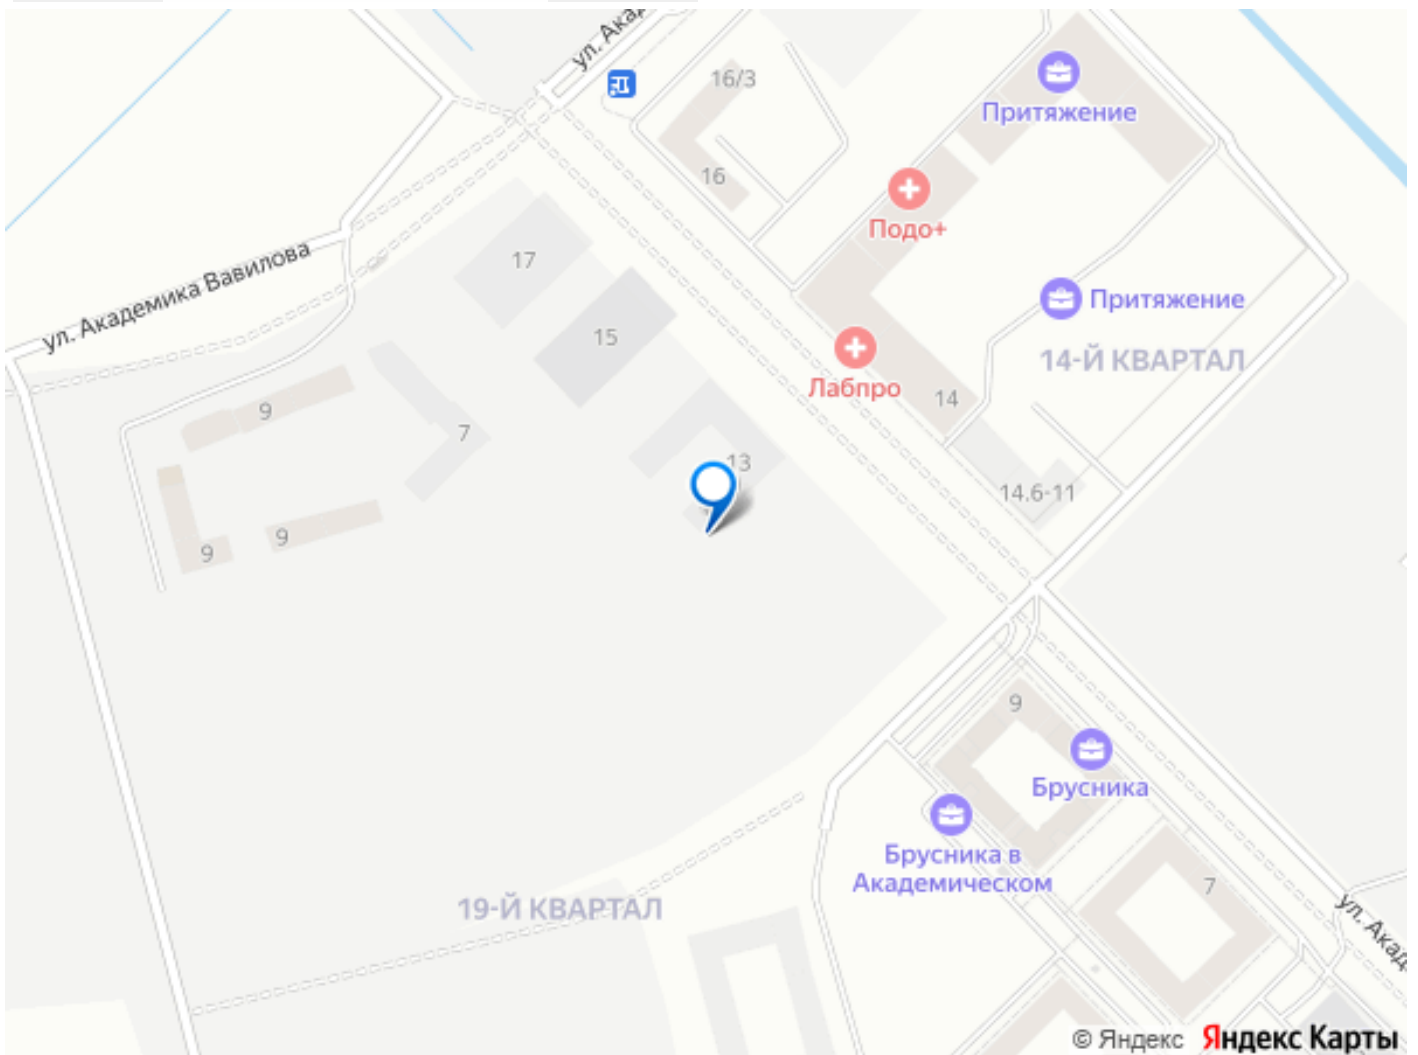 ул. Ака
16/3
Притяжение
16
Подо+
17
ул. Академика Вавилова
Притяжение
15
14-Й КВАРТАЛ
Лабпро
14
9
7
13
14.6-11
9
9
9
Брусника
Брусника в
Академическом
7
19-Й КВАРТАЛ
ул. Акад
© Яндекс Яндекс Карты